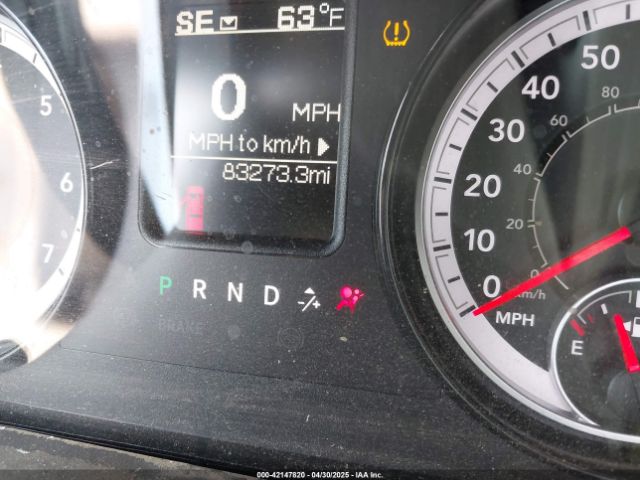 SE 63°F
0 MPH
MPH to km/h
83273.3mi
P R N D -/+
BRAKE
5
6
7
50
40
30
20
10
0
MPH
80
60
40
20
0
km/h
E
000-42147820 - 04/30/2025 - IAA Inc.